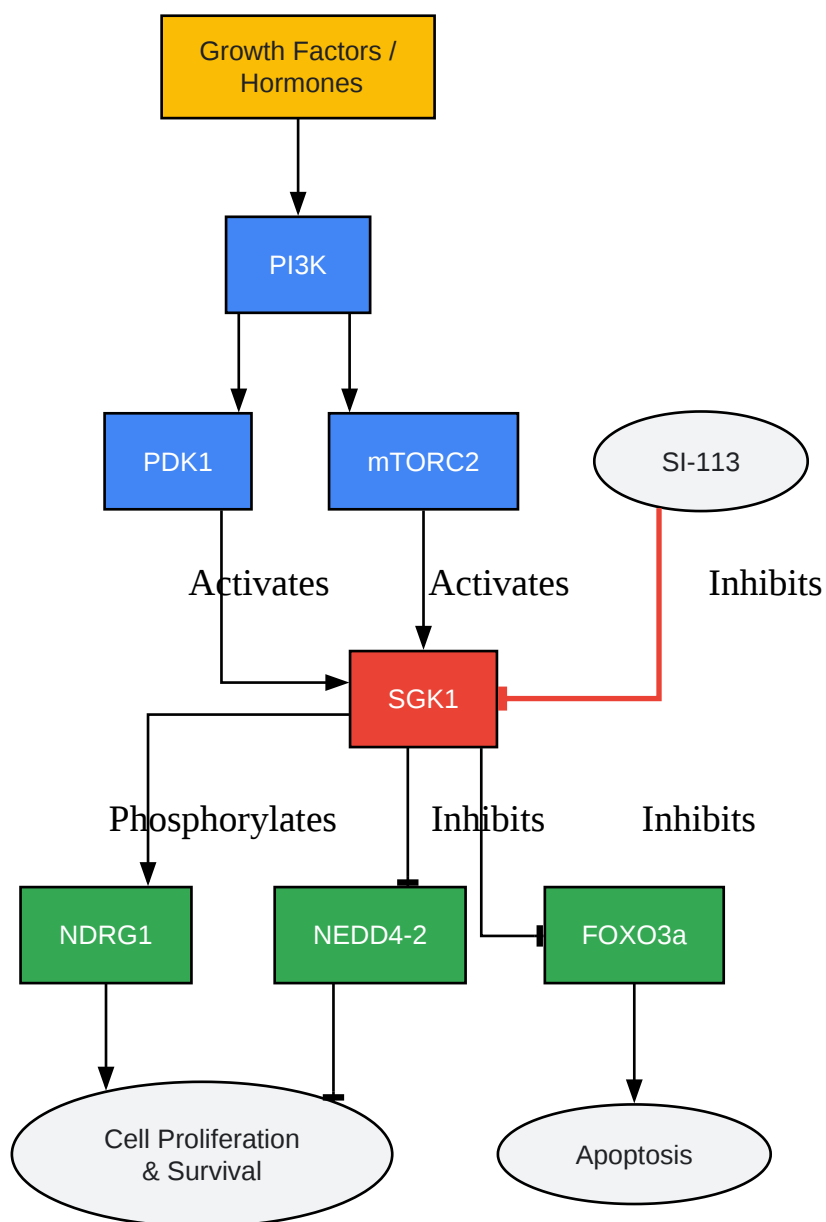 Growth Factors /
Hormones
PI3K
PDK1
mTORC2
SI-113
Activates
Activates
Inhibits
SGK1
Phosphorylates
Inhibits
Inhibits
NDRG1
NEDD4-2
FOXO3a
Cell Proliferation
& Survival
Apoptosis